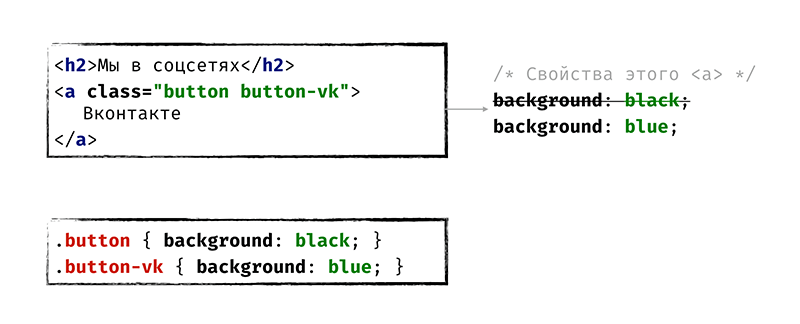 <h2>Мы в соцсетях</h2>
<a class="button button-vk">
Вконтакте
</a>
/* Свойства этого <a> */
background: black;
background: blue;
.button { background: black; }
.button-vk { background: blue; }